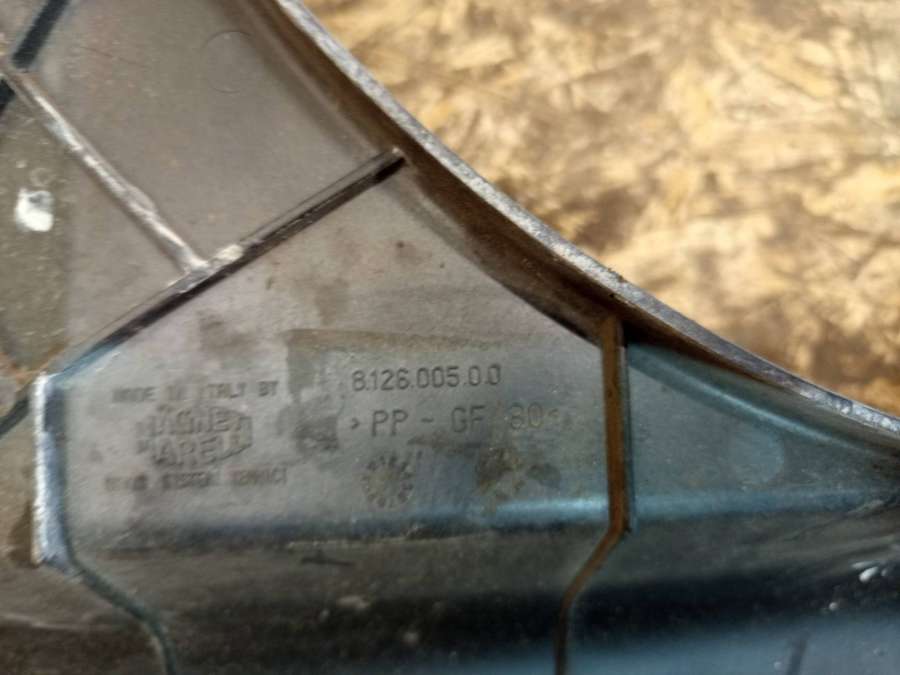 MADE IN ITALY BY
MAGNETI
MARELLI
8.126.005.0.0
>PP - GF 30<